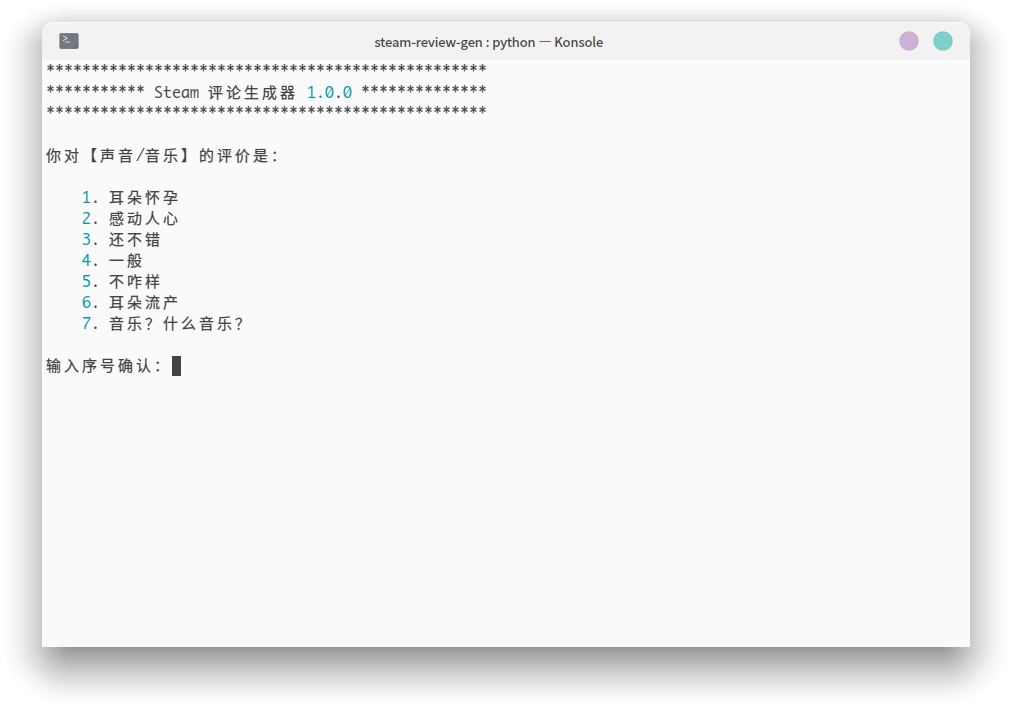 steam-review-gen : python — Konsole
*************************************************
*********** Steam 评论生成器 1.0.0 **************
*************************************************
你对【声音/音乐】的评价是：
1. 耳朵怀孕
2. 感动人心
3. 还不错
4. 一般
5. 不咋样
6. 耳朵流产
7. 音乐？什么音乐？
输入序号确认：